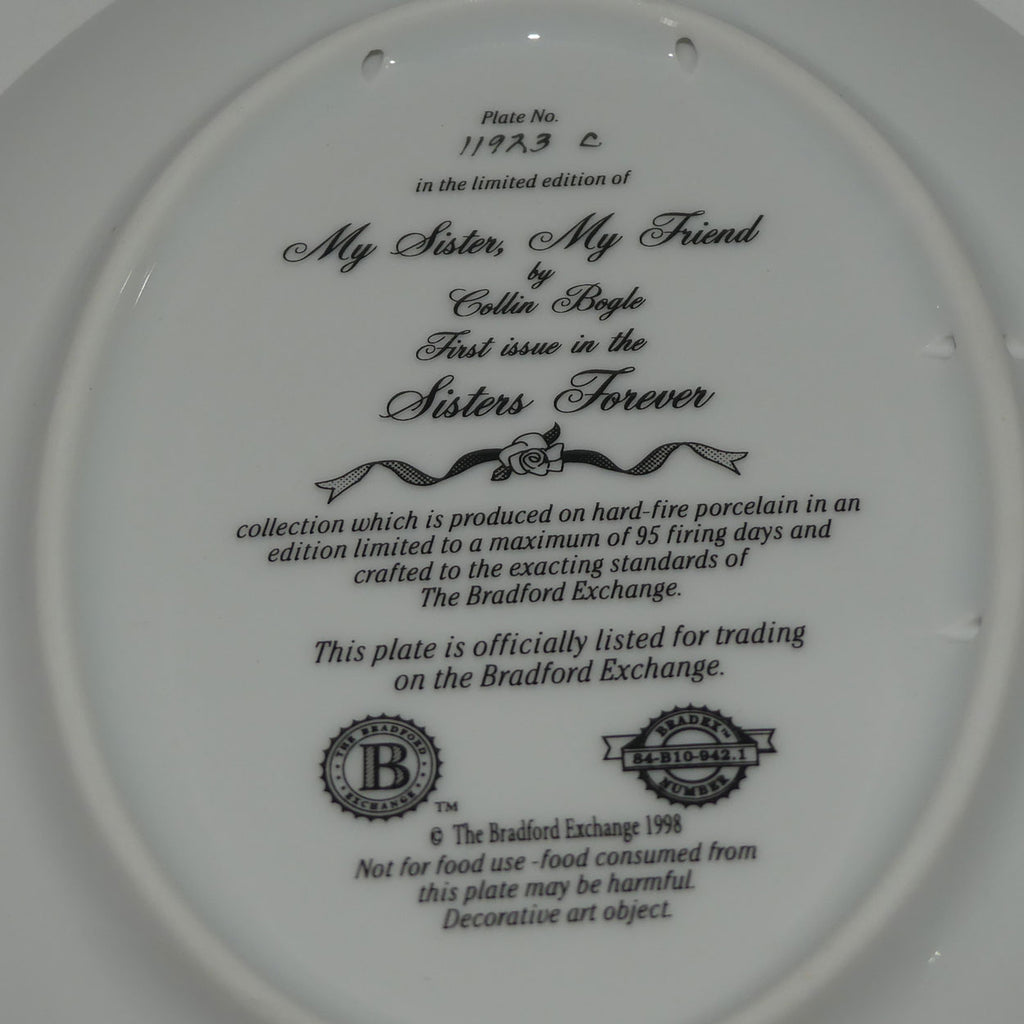 Plate No.
11923 C
in the limited edition of
My Sister, My Friend
by
Collin Bogle
First issue in the
Sisters Forever
collection which is produced on hard-fire porcelain in an
edition limited to a maximum of 95 firing days and
crafted to the exacting standards of
The Bradford Exchange.
This plate is officially listed for trading
on the Bradford Exchange.
THE BRADFORD
B
EXCHANGE
TM
BRADEX™
84-B10-942.1
NUMBER
© The Bradford Exchange 1998
Not for food use -food consumed from
this plate may be harmful.
Decorative art object.